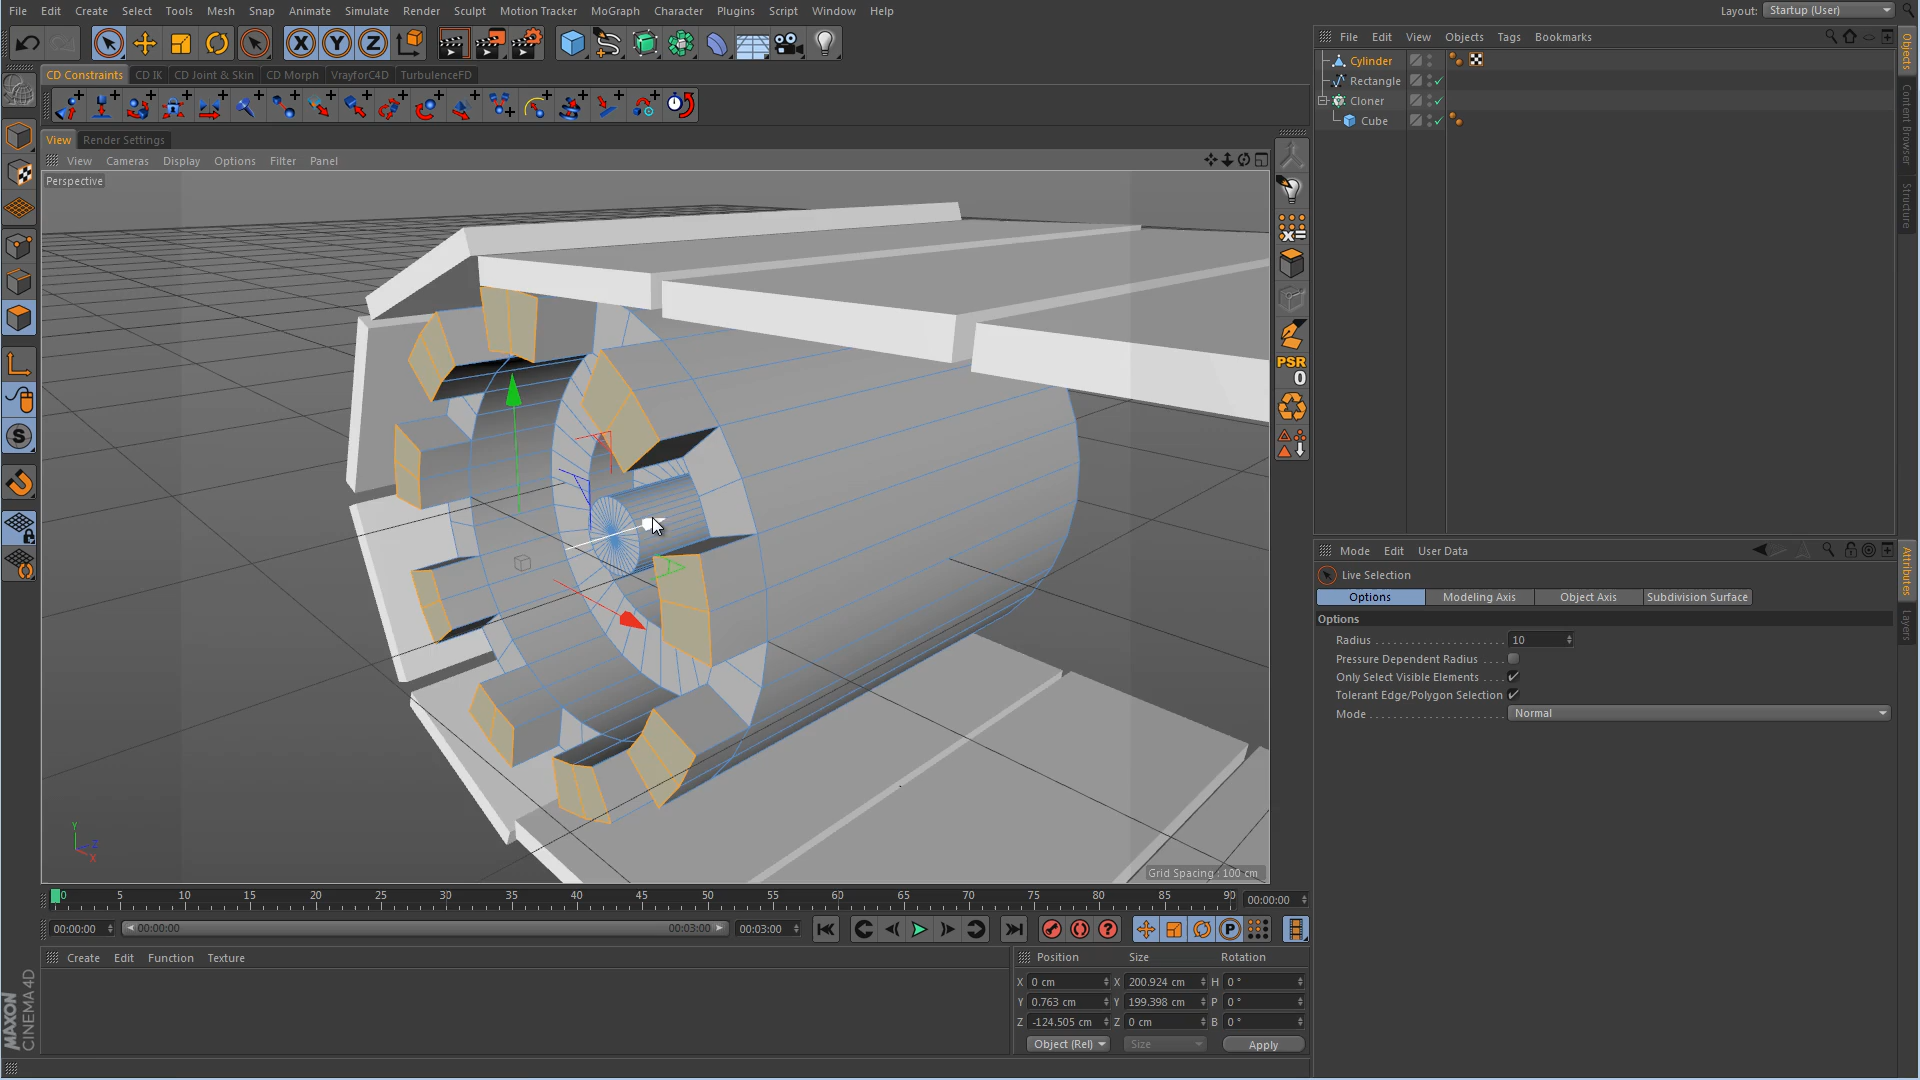 File Edit Create Select Tools Mesh Snap Animate Simulate Render Sculpt Motion Tracker MoGraph Character Plugins Script Window Help
Layout: Startup (User)
File Edit View Objects Tags Bookmarks
CD Constraints CD IK CD Joint & Skin CD Morph VrayforC4D TurbulenceFD
Cylinder
Rectangle
Cloner
Cube
View Render Settings
View Cameras Display Options Filter Panel
Perspective
X Y Z
PSR
0
Objects
Content Browser
Structure
Mode Edit User Data
Live Selection
Options Modeling Axis Object Axis Subdivision Surface
Options
Radius 10
Pressure Dependent Radius
Only Select Visible Elements
Tolerant Edge/Polygon Selection
Mode Normal
Attributes
Layers
Y
Z
X
Grid Spacing : 100 cm
0 5 10 15 20 25 30 35 40 45 50 55 60 65 70 75 80 85 90 00:00:00
00:00:00 00:00:00 00:03:00 00:03:00
Create Edit Function Texture
Position Size Rotation
X 0 cm X 200.924 cm H 0 °
Y 0.763 cm Y 199.398 cm P 0 °
Z -124.505 cm Z 0 cm B 0 °
Object (Rel) Size Apply
MAXON
CINEMA 4D